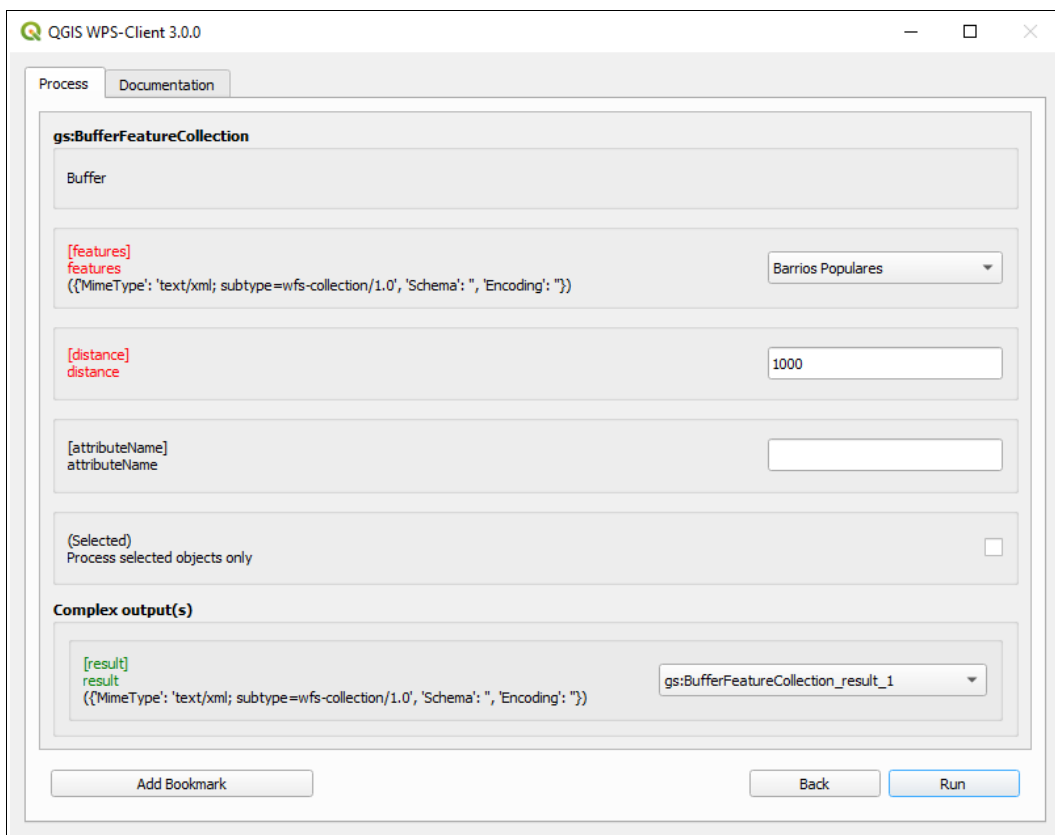 QGIS WPS-Client 3.0.0
Process Documentation
gs:BufferFeatureCollection
Buffer
[features]
features
({'MimeType': 'text/xml; subtype=wfs-collection/1.0', 'Schema': '', 'Encoding': ''})
Barrios Populares
[distance]
distance
1000
[attributeName]
attributeName
(Selected)
Process selected objects only
Complex output(s)
[result]
result
({'MimeType': 'text/xml; subtype=wfs-collection/1.0', 'Schema': '', 'Encoding': ''})
gs:BufferFeatureCollection_result_1
Add Bookmark Back Run